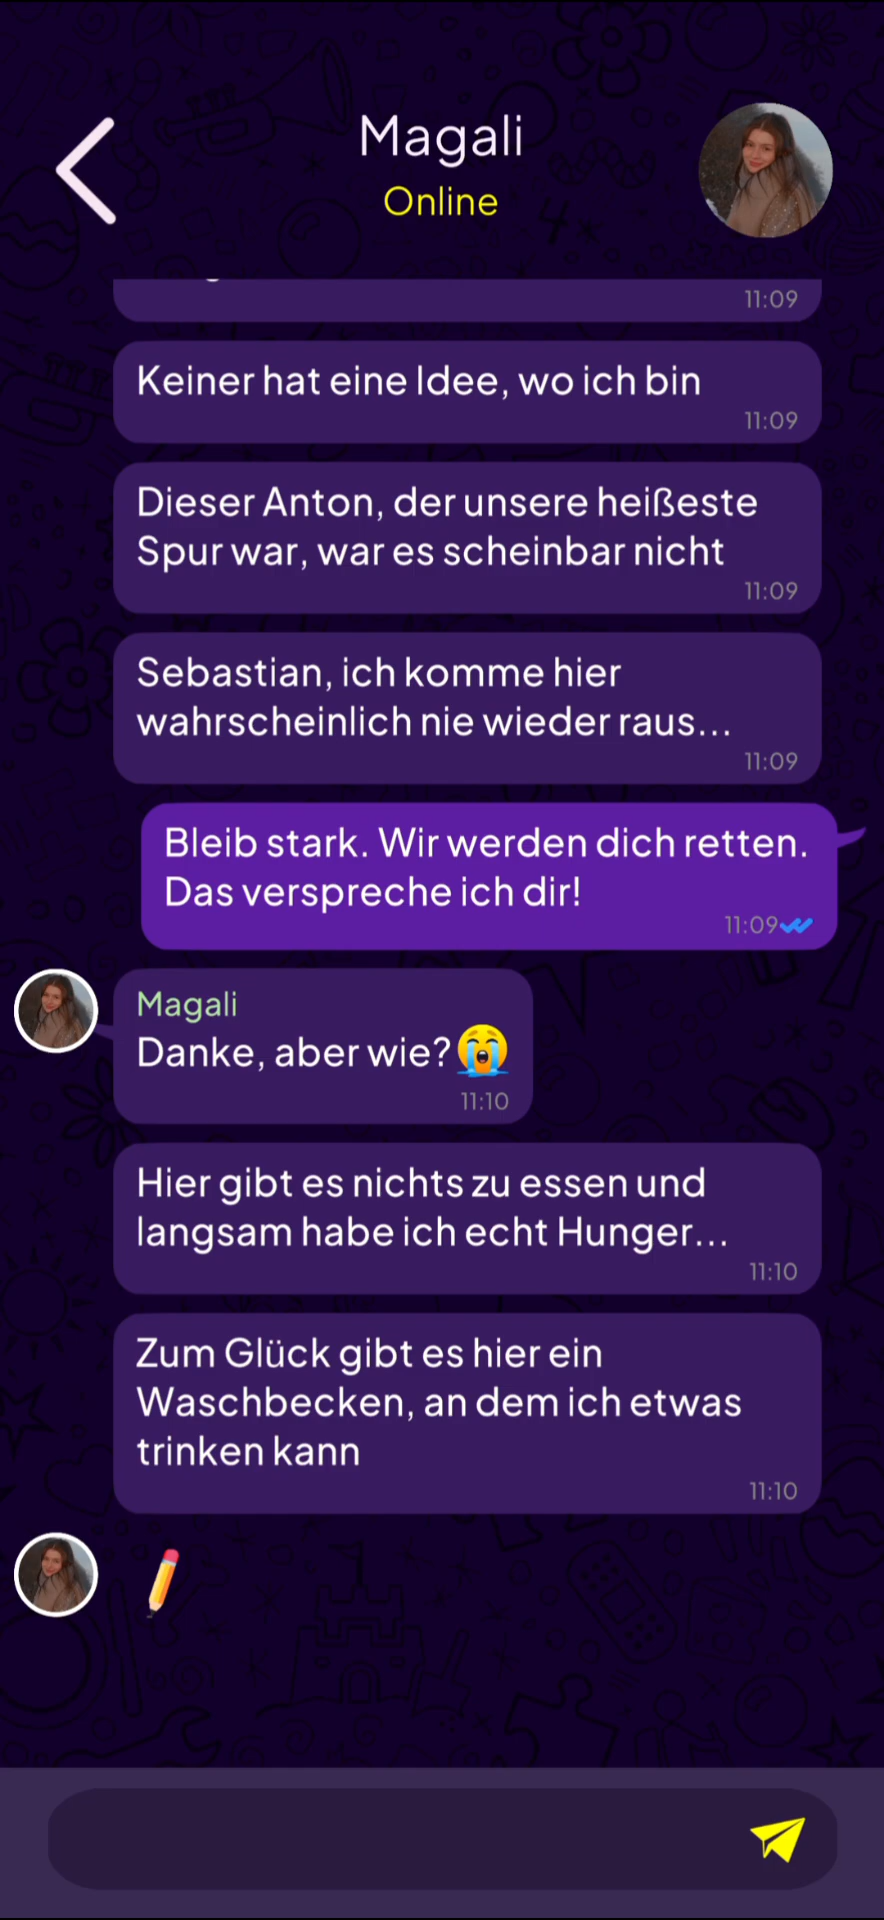 Magali
Online
11:09
Keiner hat eine Idee, wo ich bin
11:09
Dieser Anton, der unsere heißeste
Spur war, war es scheinbar nicht
11:09
Sebastian, ich komme hier
wahrscheinlich nie wieder raus...
11:09
Bleib stark. Wir werden dich retten.
Das verspreche ich dir!
11:09
Magali
Danke, aber wie?😭
11:10
Hier gibt es nichts zu essen und
langsam habe ich echt Hunger...
11:10
Zum Glück gibt es hier ein
Waschbecken, an dem ich etwas
trinken kann
11:10